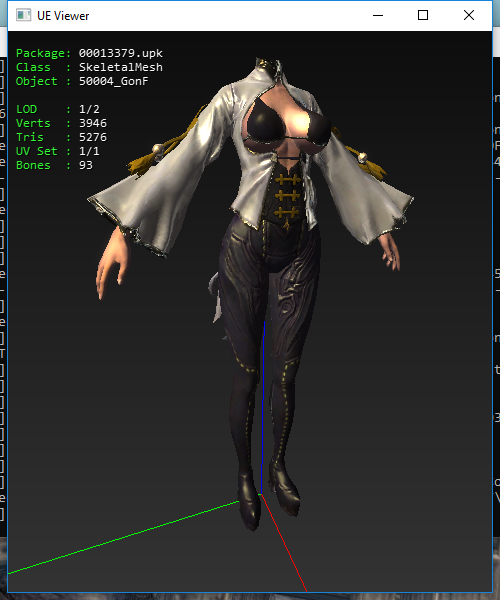 UE Viewer
Package: 00013379.upk
Class : SkeletalMesh
Object : 50004_GonF
LOD : 1/2
Verts : 3946
Tris : 5276
UV Set : 1/1
Bones : 93